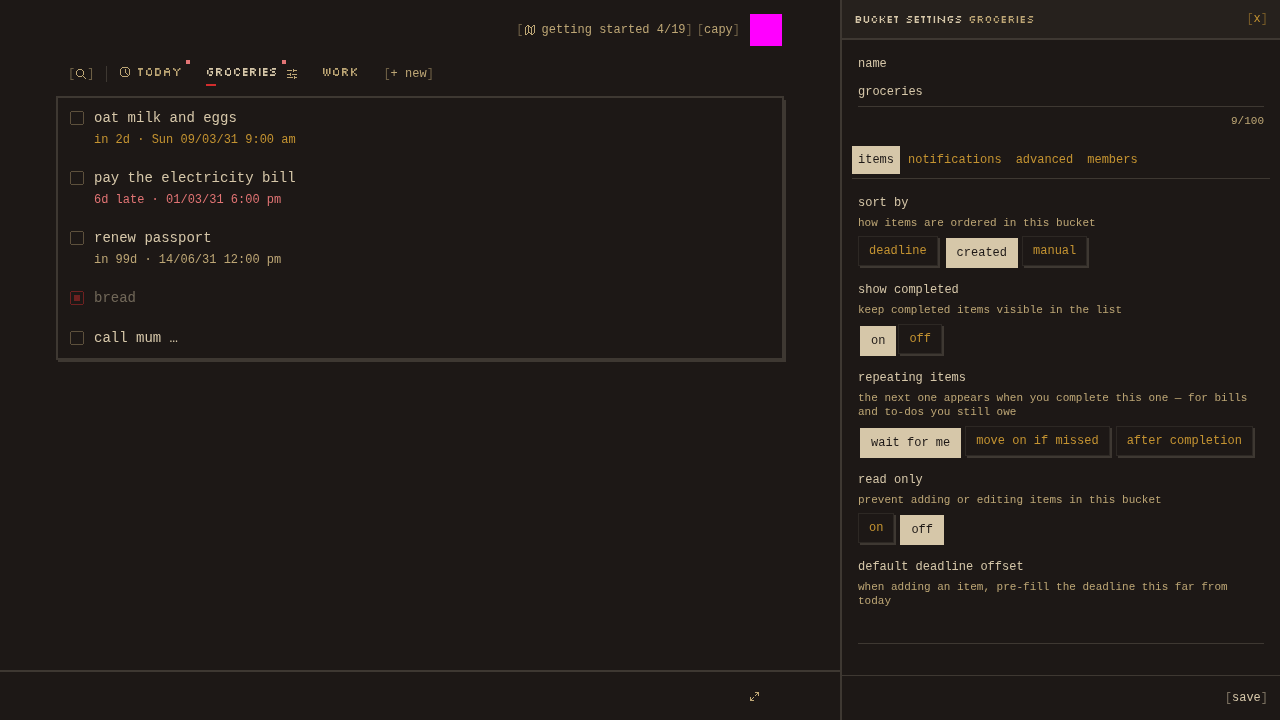 [getting started 4/19] [capy]
TODAY GROCERIES WORK [+ new]
oat milk and eggs
in 2d · Sun 09/03/31 9:00 am
pay the electricity bill
6d late · 01/03/31 6:00 pm
renew passport
in 99d · 14/06/31 12:00 pm
bread
call mum …
BUCKET SETTINGS GROCERIES [x]
name
groceries
9/100
items notifications advanced members
sort by
how items are ordered in this bucket
deadline created manual
show completed
keep completed items visible in the list
on off
repeating items
the next one appears when you complete this one — for bills
and to-dos you still owe
wait for me move on if missed after completion
read only
prevent adding or editing items in this bucket
on off
default deadline offset
when adding an item, pre-fill the deadline this far from
today
[save]